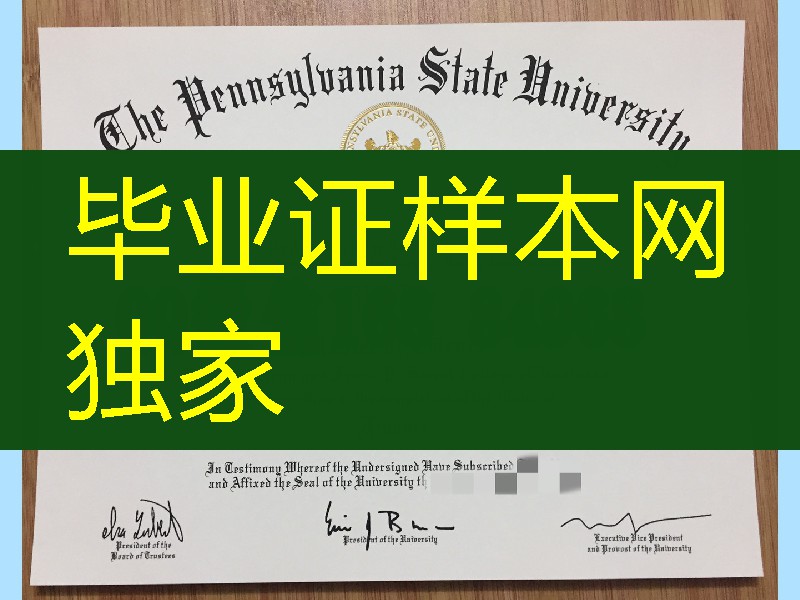 The Pennsylvania State University
毕业证样本网
独家
In Testimony Whereof the Undersigned Have Subscribed
and Affixed the Seal of the University
President of the
Board of Trustees
President of the University
Executive Vice President
and Provost of the University